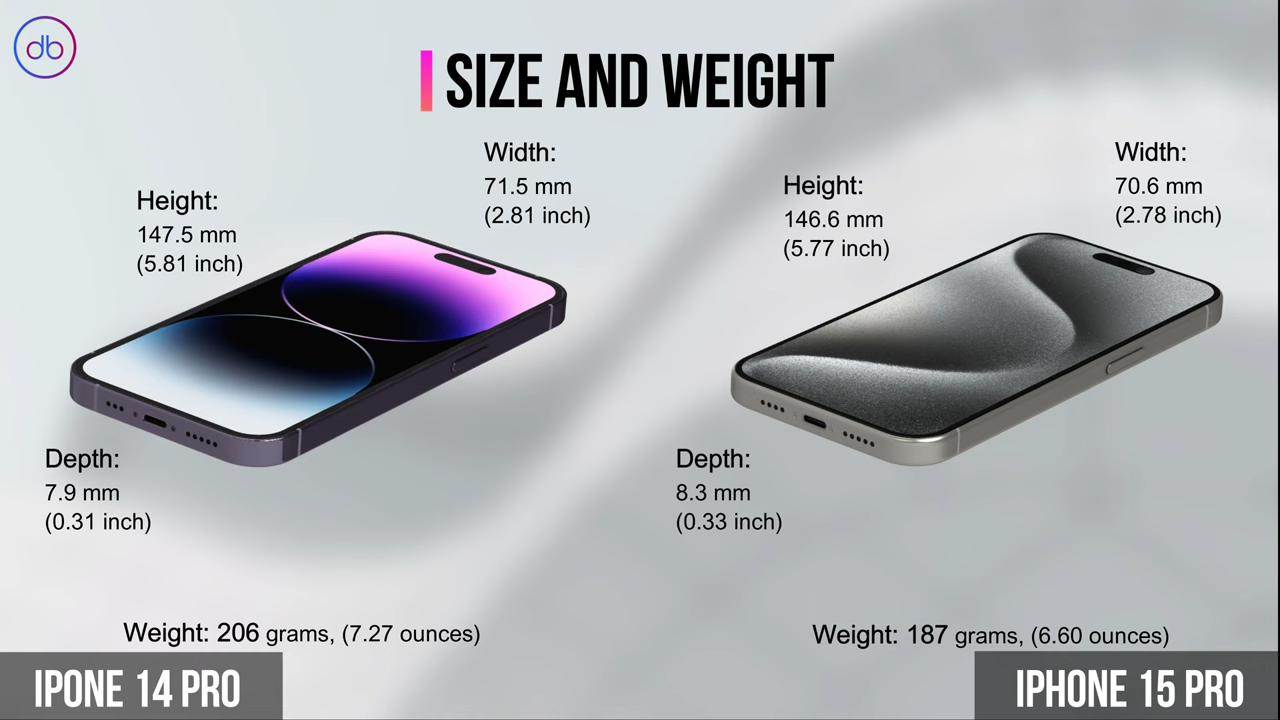 db
SIZE AND WEIGHT
Height:
147.5 mm
(5.81 inch)
Width:
71.5 mm
(2.81 inch)
Depth:
7.9 mm
(0.31 inch)
Weight: 206 grams, (7.27 ounces)
IPONE 14 PRO
Height:
146.6 mm
(5.77 inch)
Width:
70.6 mm
(2.78 inch)
Depth:
8.3 mm
(0.33 inch)
Weight: 187 grams, (6.60 ounces)
IPHONE 15 PRO